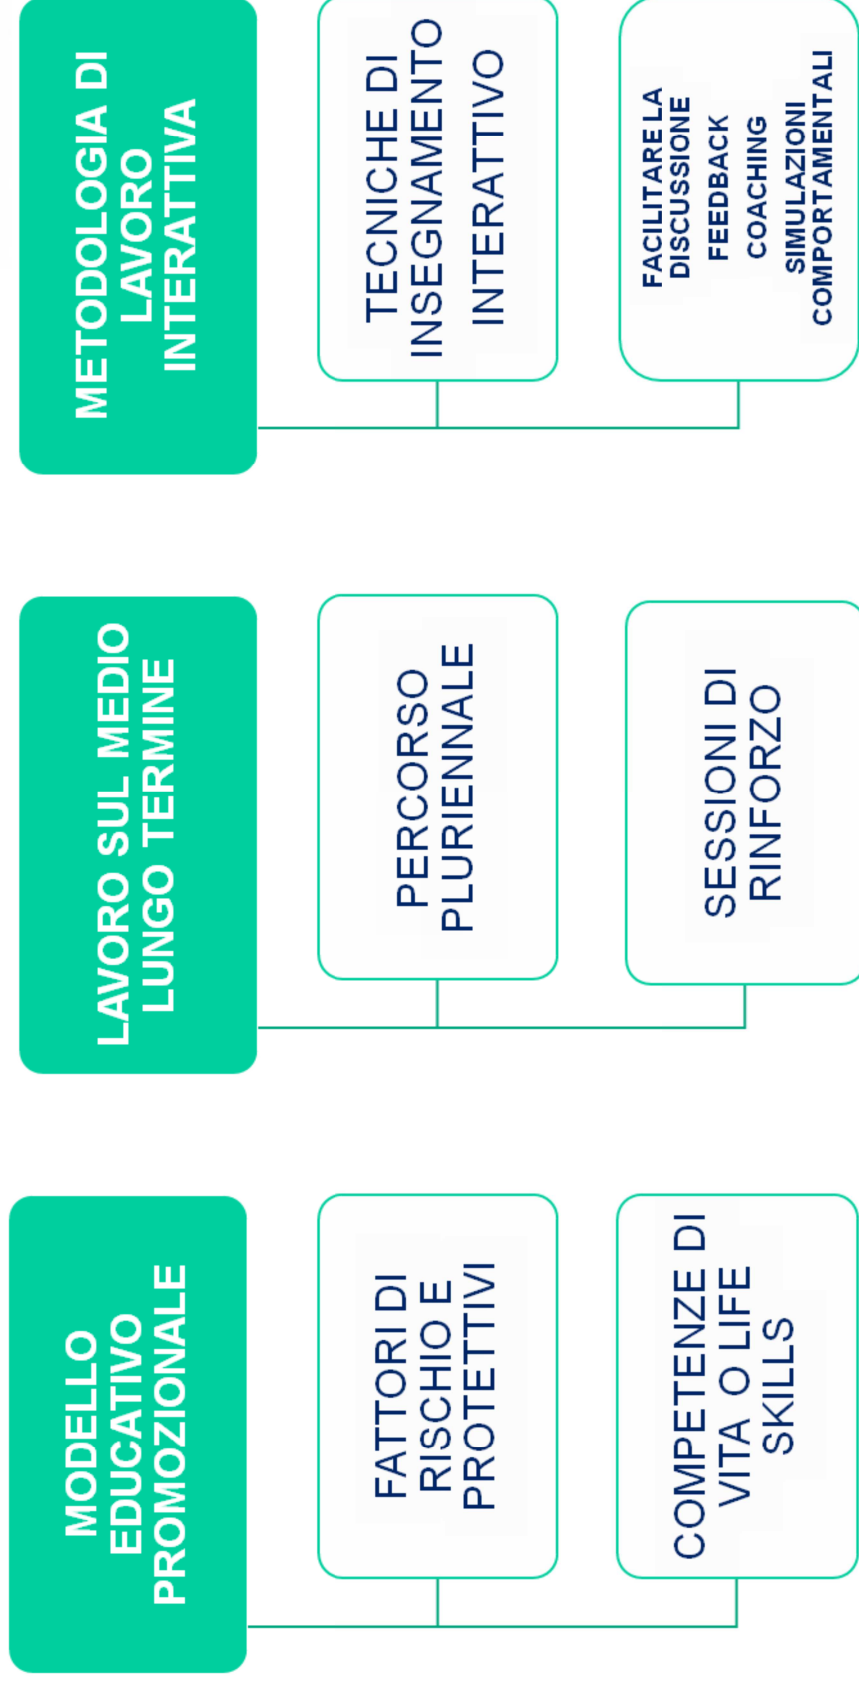 MODELLO
EDUCATIVO
PROMOZIONALE
FATTORI DI
RISCHIO E
PROTETTIVI
COMPETENZE DI
VITA O LIFE
SKILLS
LAVORO SUL MEDIO
LUNGO TERMINE
PERCORSO
PLURIENNALE
SESSIONI DI
RINFORZO
METODOLOGIA DI
LAVORO
INTERATTIVA
TECNICHE DI
INSEGNAMENTO
INTERATTIVO
FACILITARE LA
DISCUSSIONE
FEEDBACK
COACHING
SIMULAZIONI
COMPORTAMENTALI